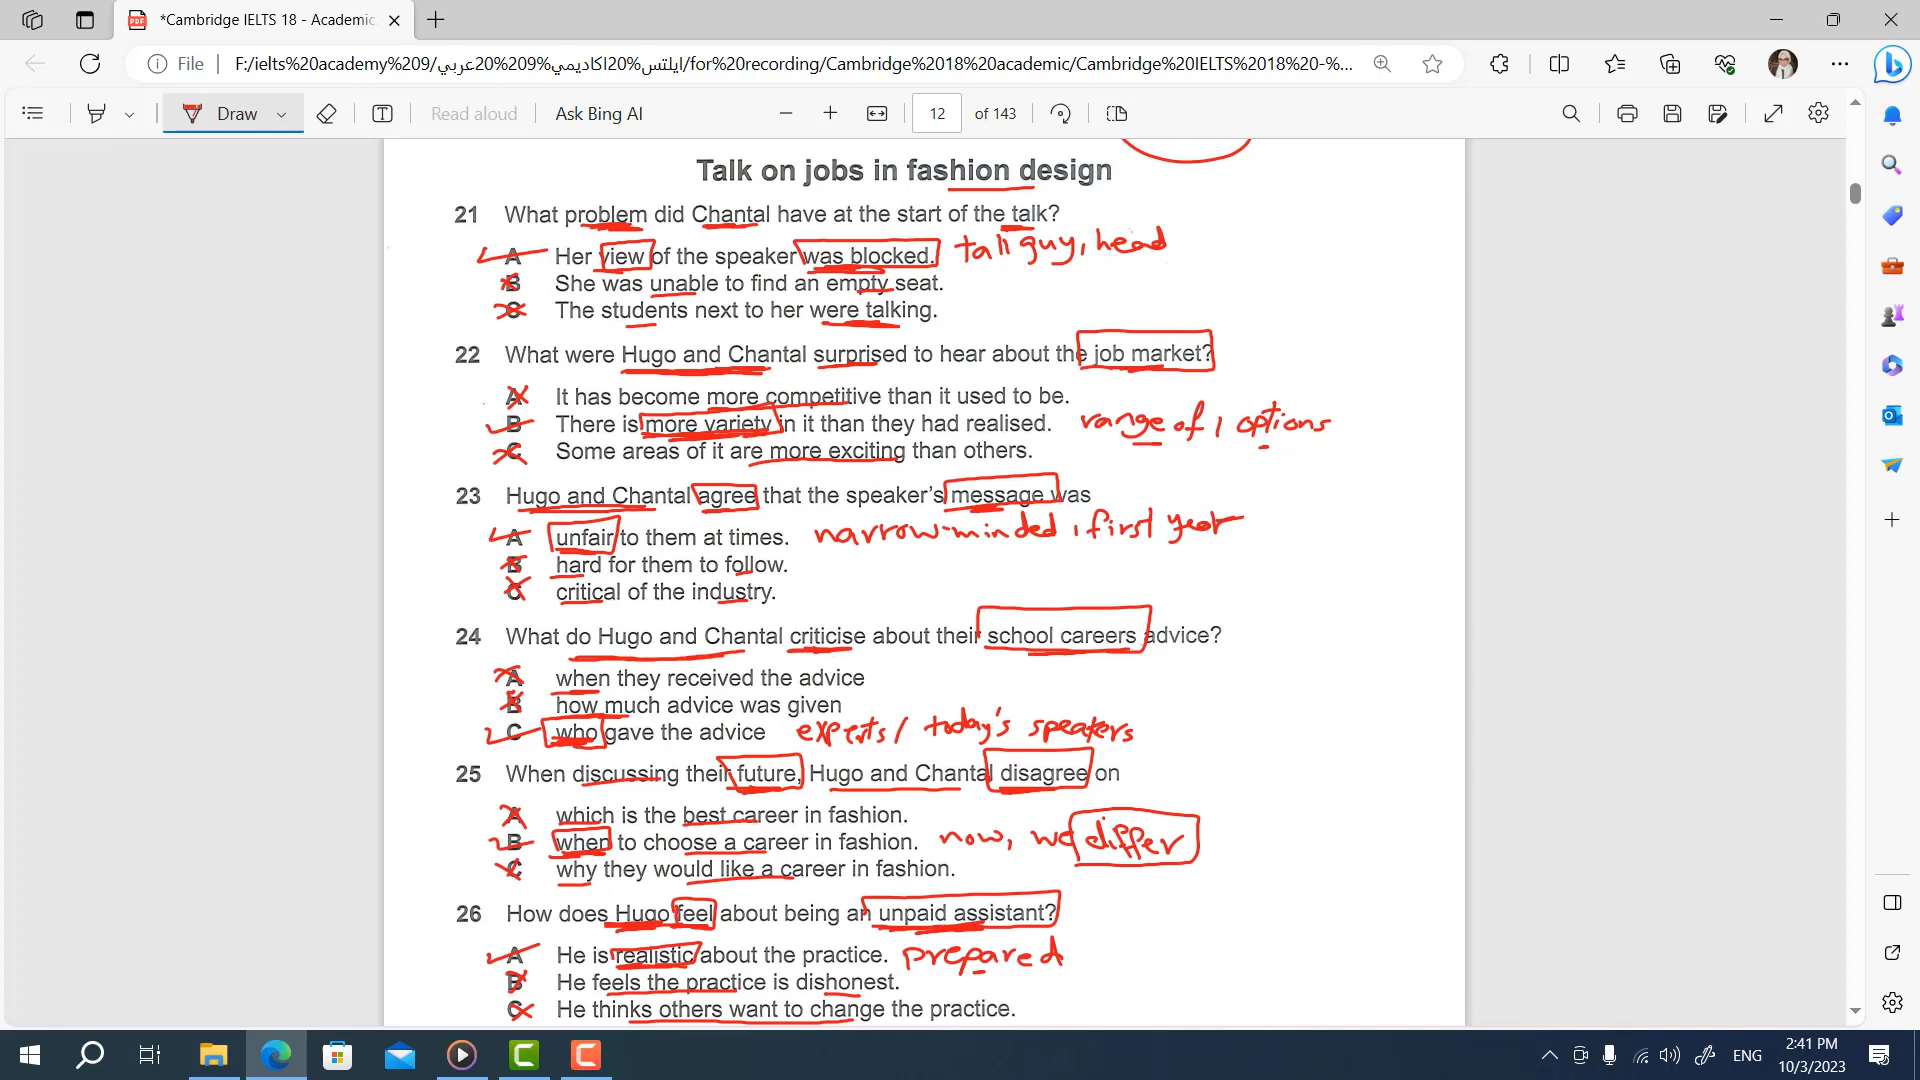 *Cambridge IELTS 18 - Academic
File
F:/ielts%20academy%209/ايلتس%20اكاديمي%209%20عربي/for%20recording/Cambridge%2018%20academic/Cambridge%20IELTS%2018%20-%...
Draw
Read aloud
Ask Bing AI
12 of 143
Talk on jobs in fashion design
21 What problem did Chantal have at the start of the talk?
A Her view of the speaker was blocked. tall guy, head
B She was unable to find an empty seat.
C The students next to her were talking.
22 What were Hugo and Chantal surprised to hear about the job market?
A It has become more competitive than it used to be.
B There is more variety in it than they had realised. range of, options
C Some areas of it are more exciting than others.
23 Hugo and Chantal agree that the speaker's message was
A unfair to them at times. narrow-minded, first year
B hard for them to follow.
C critical of the industry.
24 What do Hugo and Chantal criticise about their school careers advice?
A when they received the advice
B how much advice was given
C who gave the advice experts / today's speakers
25 When discussing their future, Hugo and Chantal disagree on
A which is the best career in fashion.
B when to choose a career in fashion. now, we differ
C why they would like a career in fashion.
26 How does Hugo feel about being an unpaid assistant?
A He is realistic about the practice. prepared
B He feels the practice is dishonest.
C He thinks others want to change the practice.
ENG
2:41 PM
10/3/2023